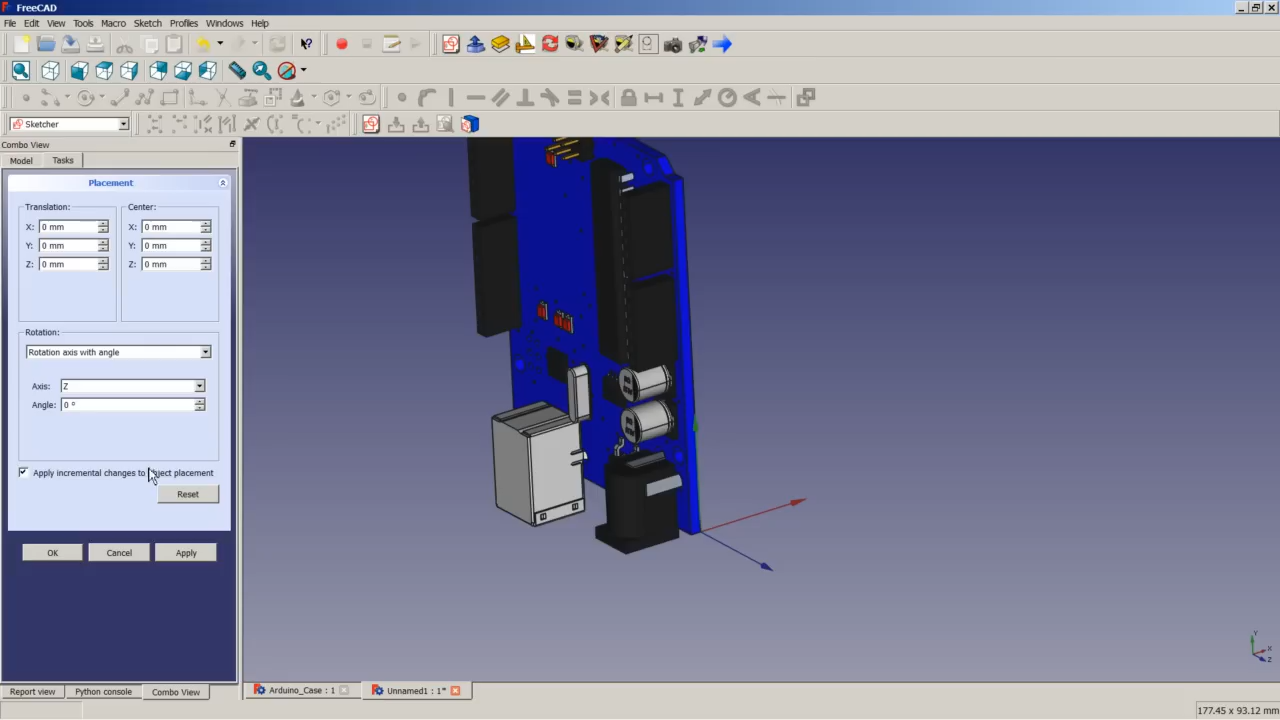 FreeCAD
File Edit View Tools Macro Sketch Profiles Windows Help
Sketcher
Combo View
Model Tasks
Placement
Translation: Center:
X: 0 mm X: 0 mm
Y: 0 mm Y: 0 mm
Z: 0 mm Z: 0 mm
Rotation:
Rotation axis with angle
Axis: Z
Angle: 0 °
Apply incremental changes to object placement
Reset
OK Cancel Apply
Y
X
Z
Report view Python console Combo View
Arduino_Case : 1 Unnamed1 : 1*
177.45 x 93.12 mm